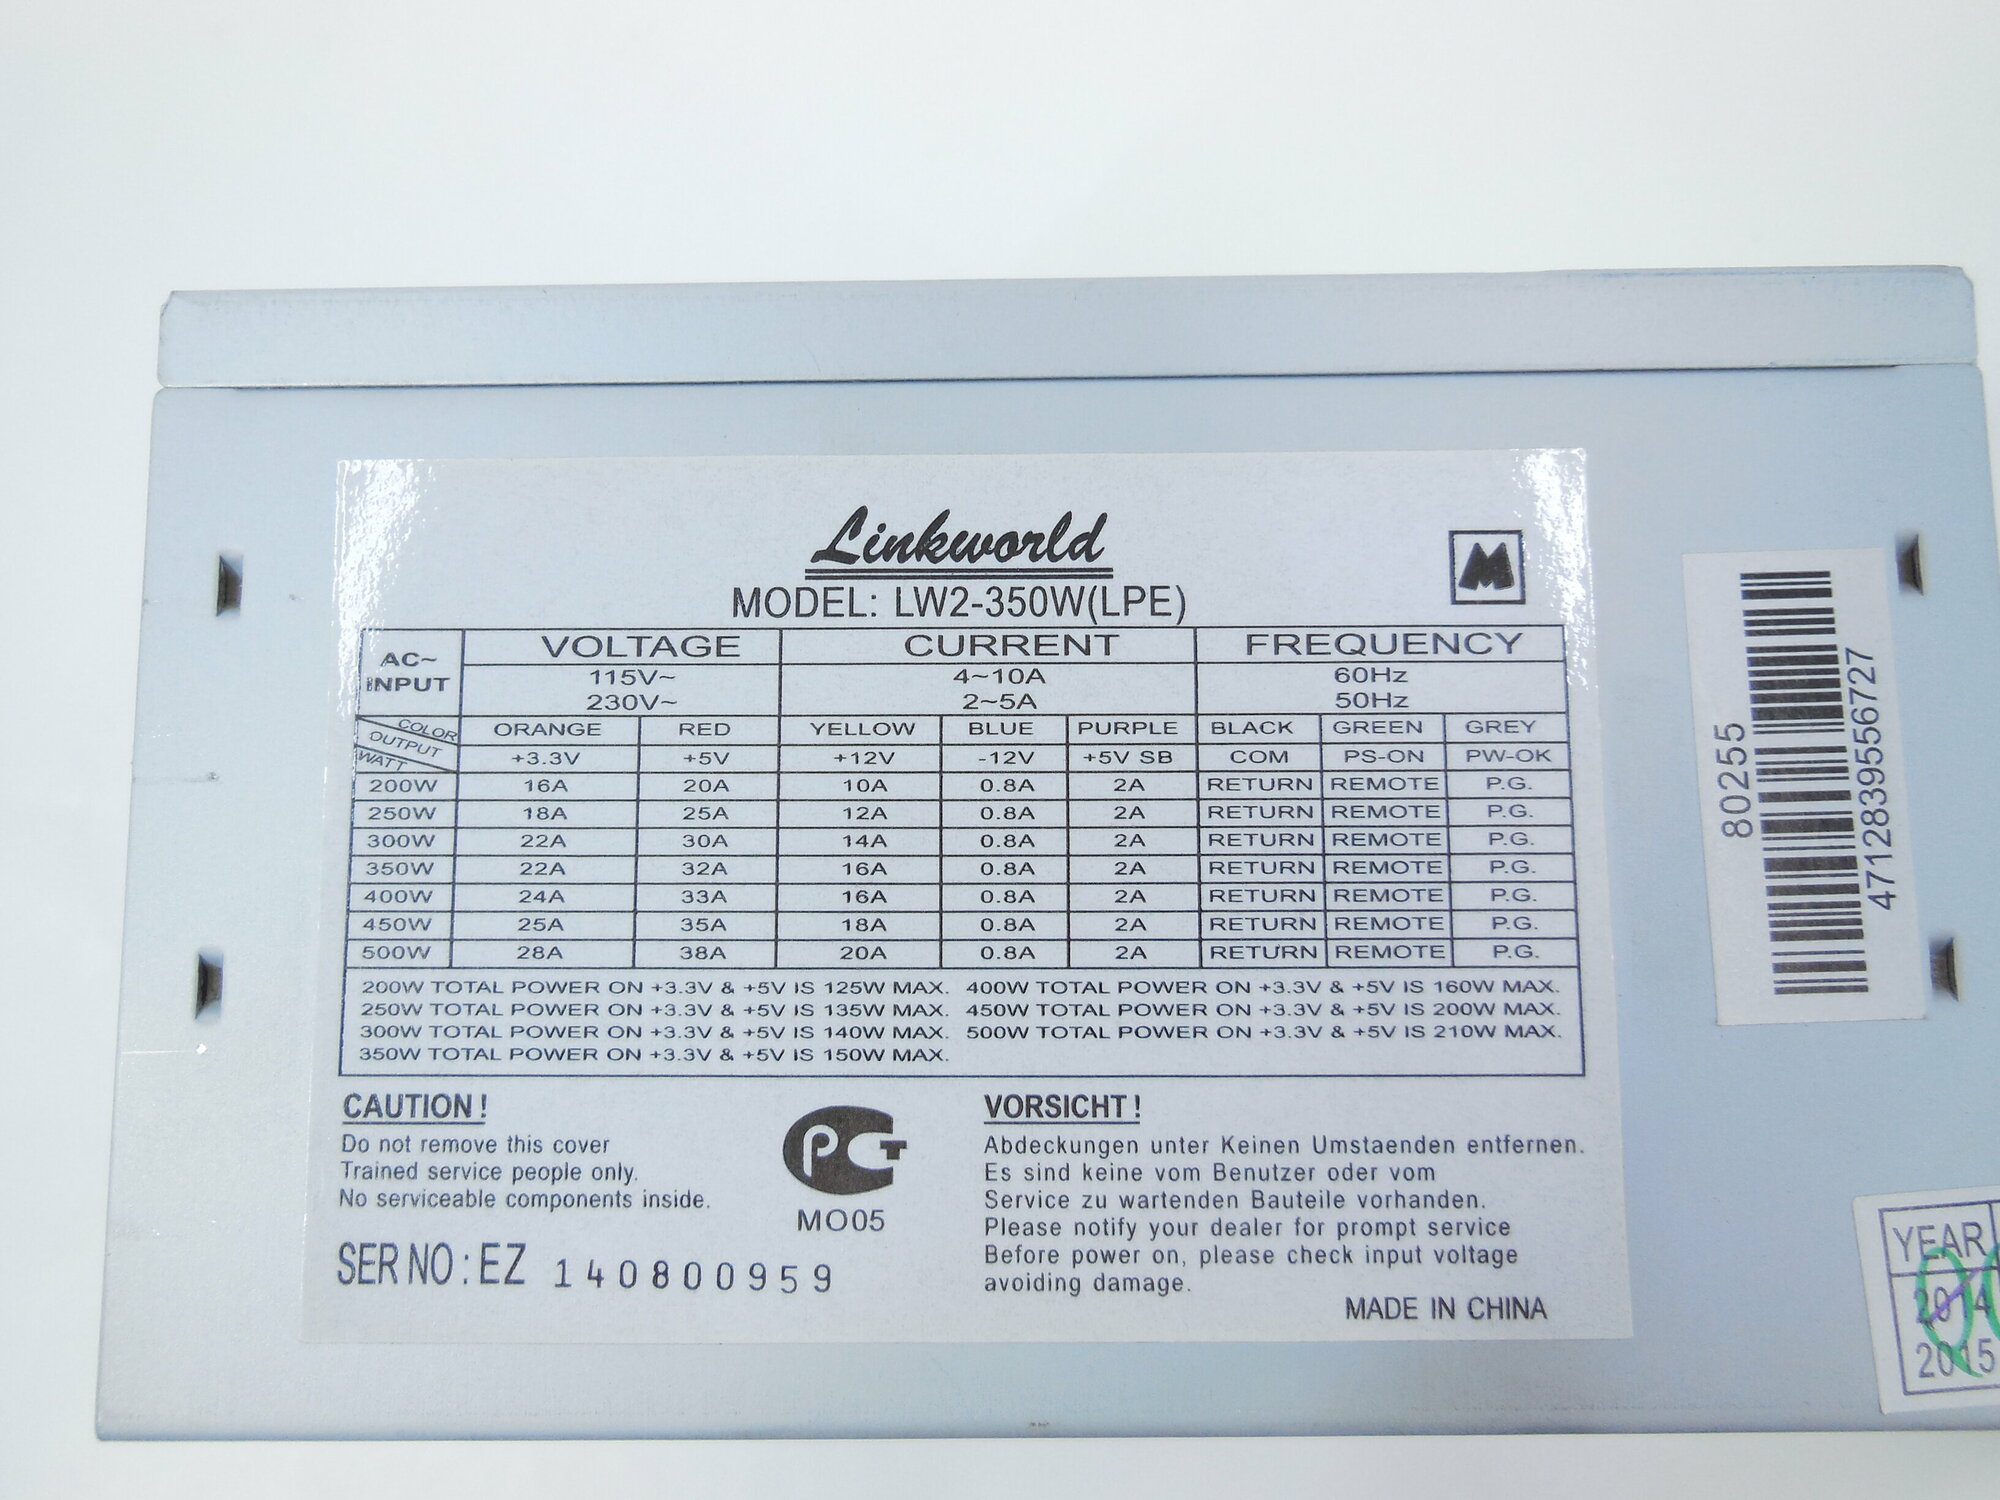 Linkworld
MODEL: LW2-350W(LPE)
M
AC~ INPUT VOLTAGE CURRENT FREQUENCY
115V~ 4~10A 60Hz
230V~ 2~5A 50Hz
COLOR ORANGE RED YELLOW BLUE PURPLE BLACK GREEN GREY
OUTPUT +3.3V +5V +12V -12V +5V SB COM PS-ON PW-OK
WATT
200W 16A 20A 10A 0.8A 2A RETURN REMOTE P.G.
250W 18A 25A 12A 0.8A 2A RETURN REMOTE P.G.
300W 22A 30A 14A 0.8A 2A RETURN REMOTE P.G.
350W 22A 32A 16A 0.8A 2A RETURN REMOTE P.G.
400W 24A 33A 16A 0.8A 2A RETURN REMOTE P.G.
450W 25A 35A 18A 0.8A 2A RETURN REMOTE P.G.
500W 28A 38A 20A 0.8A 2A RETURN REMOTE P.G.
200W TOTAL POWER ON +3.3V & +5V IS 125W MAX. 400W TOTAL POWER ON +3.3V & +5V IS 160W MAX.
250W TOTAL POWER ON +3.3V & +5V IS 135W MAX. 450W TOTAL POWER ON +3.3V & +5V IS 200W MAX.
300W TOTAL POWER ON +3.3V & +5V IS 140W MAX. 500W TOTAL POWER ON +3.3V & +5V IS 210W MAX.
350W TOTAL POWER ON +3.3V & +5V IS 150W MAX.
CAUTION!
Do not remove this cover
Trained service people only.
No serviceable components inside.
SER NO: EZ 140800959
PCT
MO05
VORSICHT!
Abdeckungen unter Keinen Umstaenden entfernen.
Es sind keine vom Benutzer oder vom
Service zu wartenden Bauteile vorhanden.
Please notify your dealer for prompt service
Before power on, please check input voltage
avoiding damage.
MADE IN CHINA
80255
4712839556727
YEAR
2014
2015